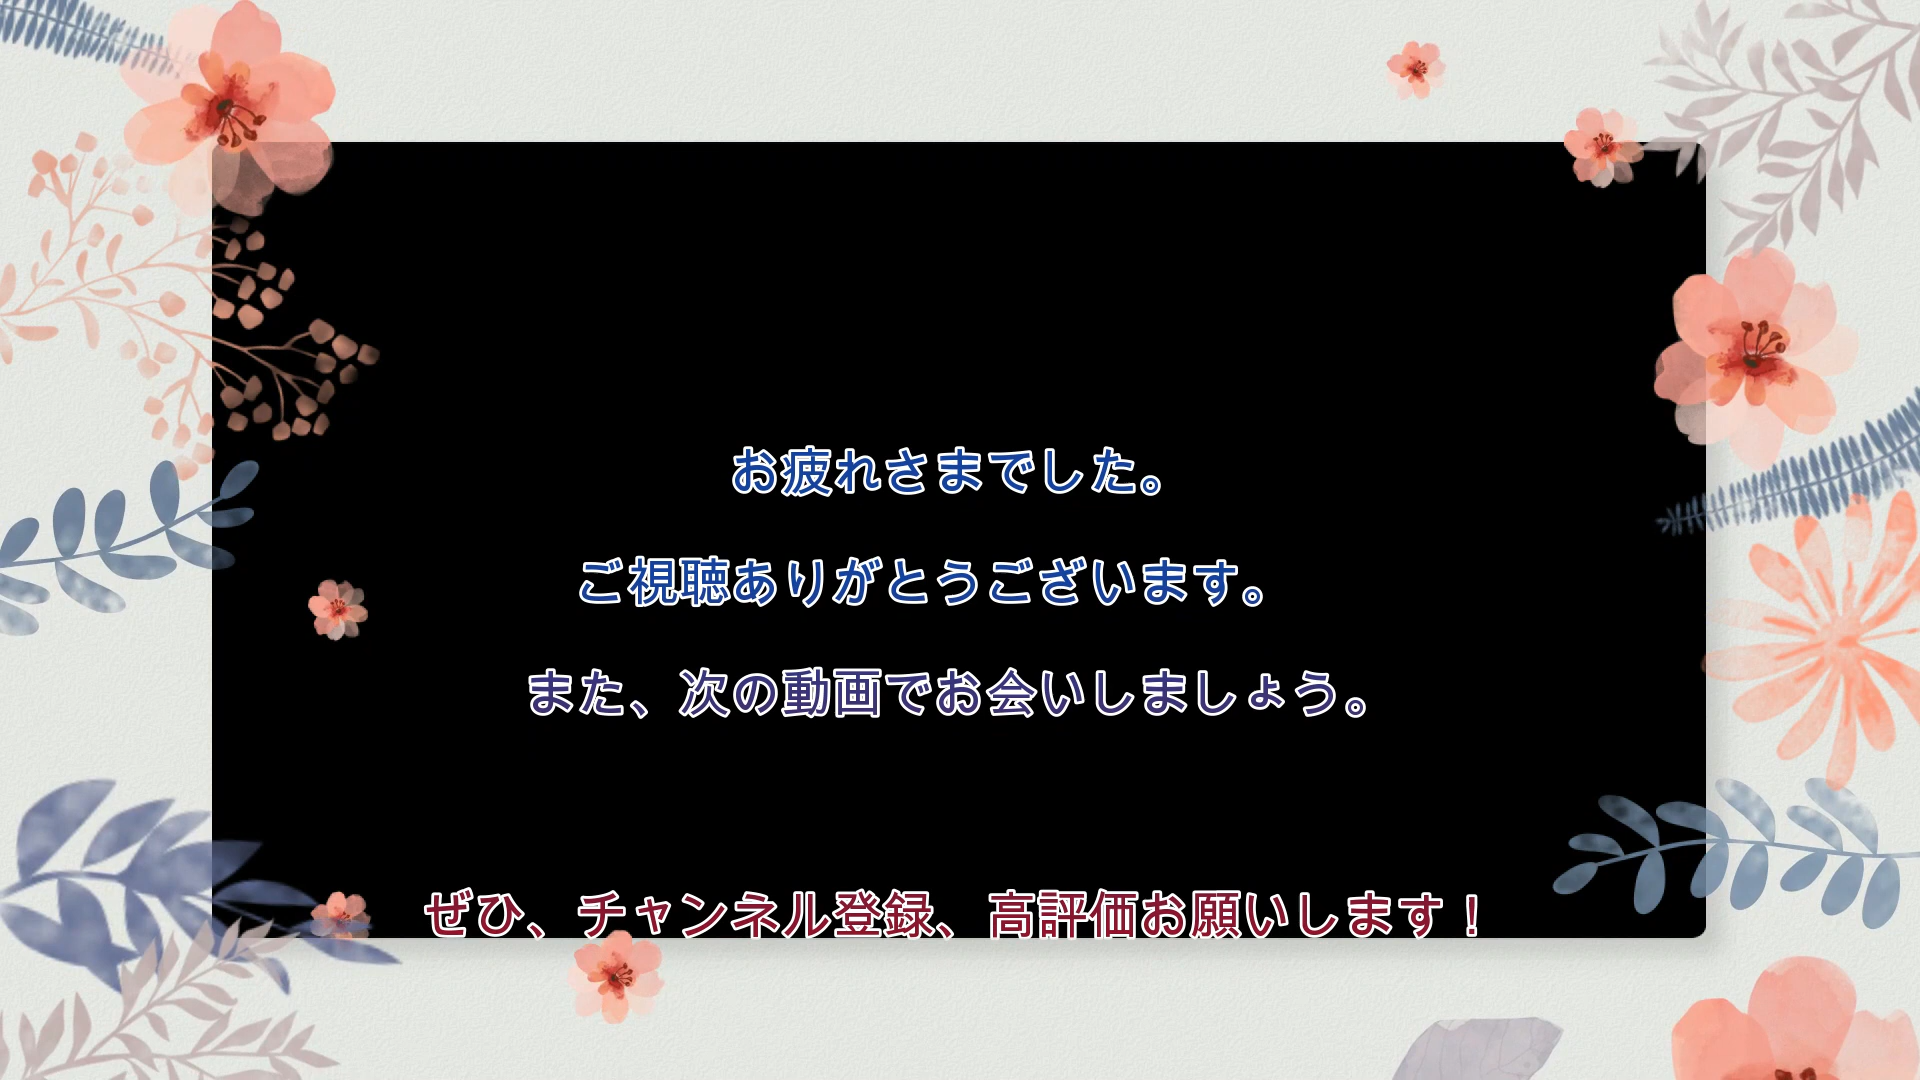 お疲れさまでした。
ご視聴ありがとうございます。
また、次の動画でお会いしましょう。
ぜひ、チャンネル登録、高評価お願いします！